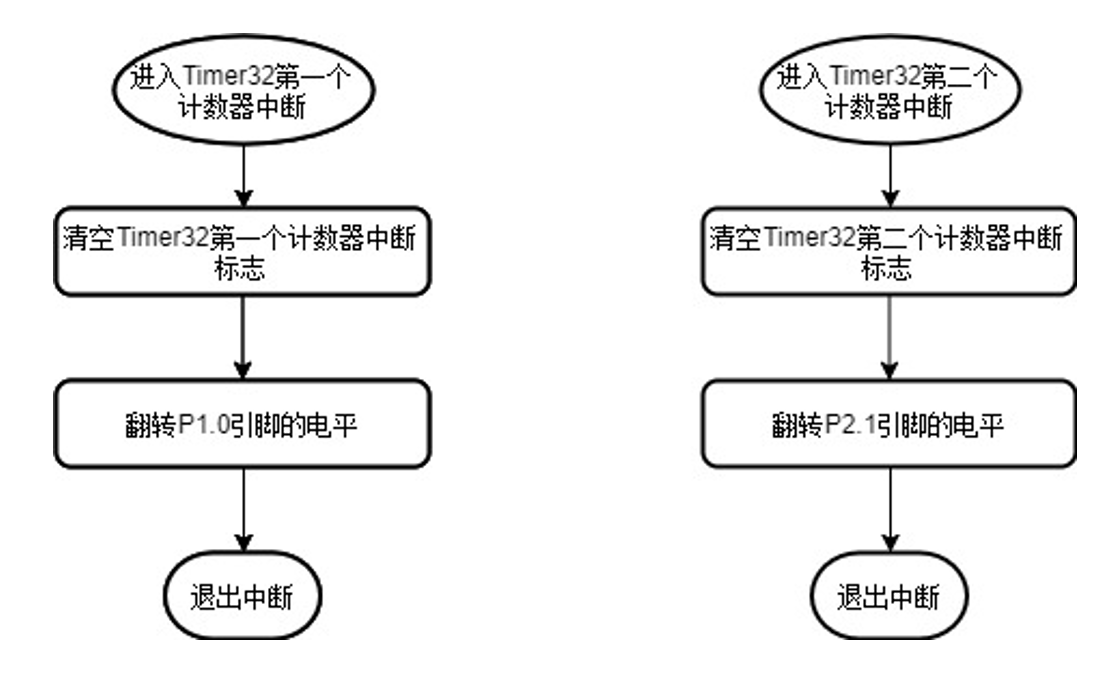 进入Timer32第一个
计数器中断
清空Timer32第一个计数器中断
标志
翻转P1.0引脚的电平
退出中断
进入Timer32第二个
计数器中断
清空Timer32第二个计数器中断
标志
翻转P2.1引脚的电平
退出中断